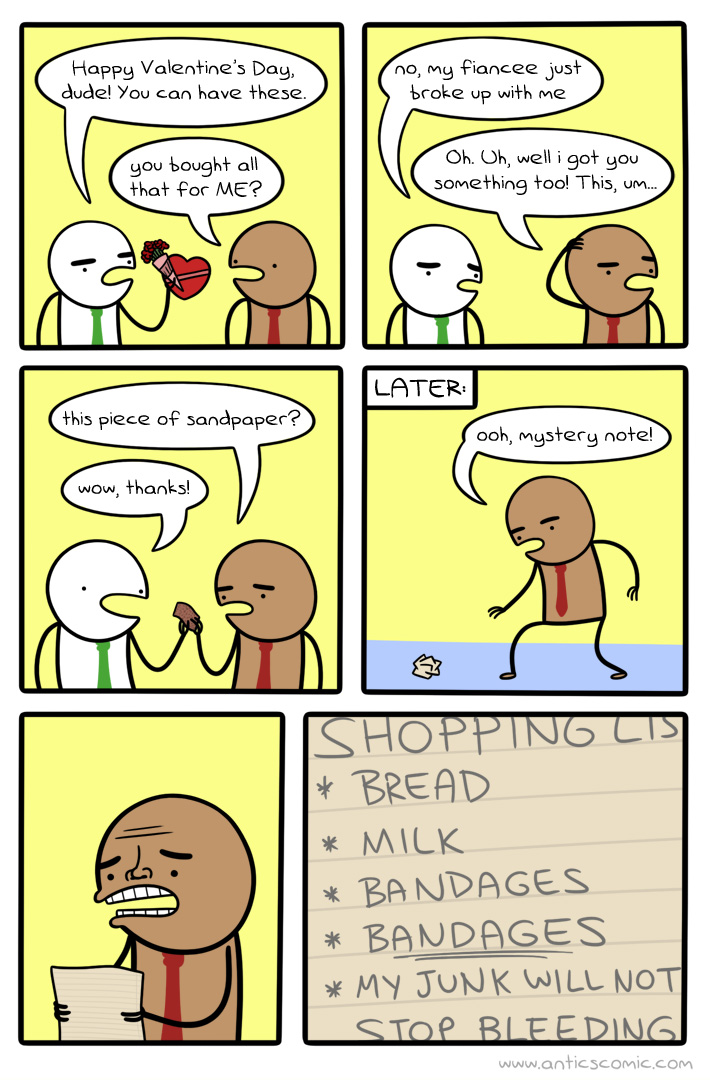 Happy Valentine's Day,
dude! You can have these.
you bought all
that for ME?
no, my fiancee just
broke up with me
Oh. Uh, well i got you
something too! This, um...
this piece of sandpaper?
wow, thanks!
LATER:
ooh, mystery note!
SHOPPING LIS
* BREAD
* MILK
* BANDAGES
* BANDAGES
* MY JUNK WILL NOT
STOP BLEEDING
www.anticscomic.com